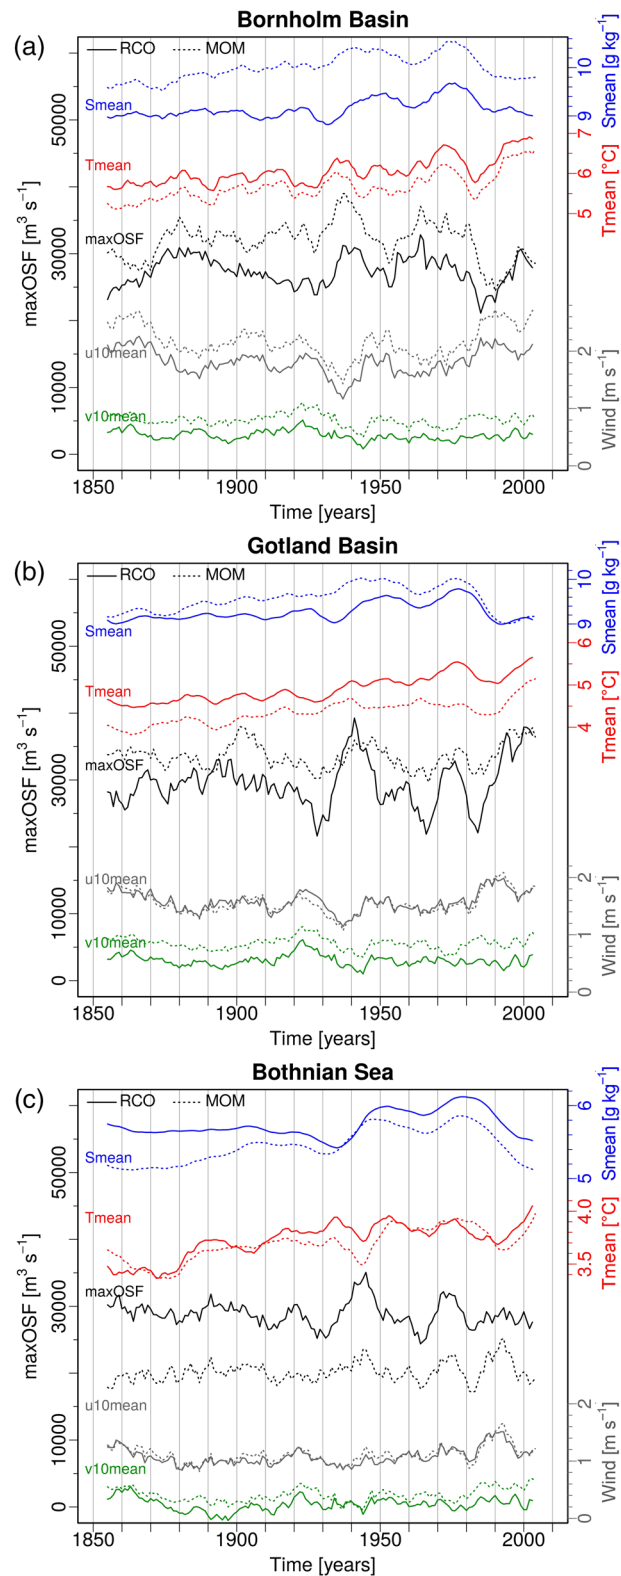 Bornholm Basin
(a)
RCO MOM
Smean
Tmean
maxOSF
u10mean
v10mean
maxOSF [m³ s⁻¹]
0 10000 30000 50000
Smean [g kg⁻¹]
9 10
Tmean [°C]
5 6 7
Wind [m s⁻¹]
0 1 2
1850 1900 1950 2000
Time [years]
Gotland Basin
(b)
RCO MOM
Smean
Tmean
maxOSF
u10mean
v10mean
maxOSF [m³ s⁻¹]
0 10000 30000 50000
Smean [g kg⁻¹]
9 10
Tmean [°C]
4 5 6
Wind [m s⁻¹]
0 1 2
1850 1900 1950 2000
Time [years]
Bothnian Sea
(c)
RCO MOM
Smean
Tmean
maxOSF
u10mean
v10mean
maxOSF [m³ s⁻¹]
0 10000 30000 50000
Smean [g kg⁻¹]
5 6
Tmean [°C]
3.5 4.0
Wind [m s⁻¹]
0 1 2
1850 1900 1950 2000
Time [years]